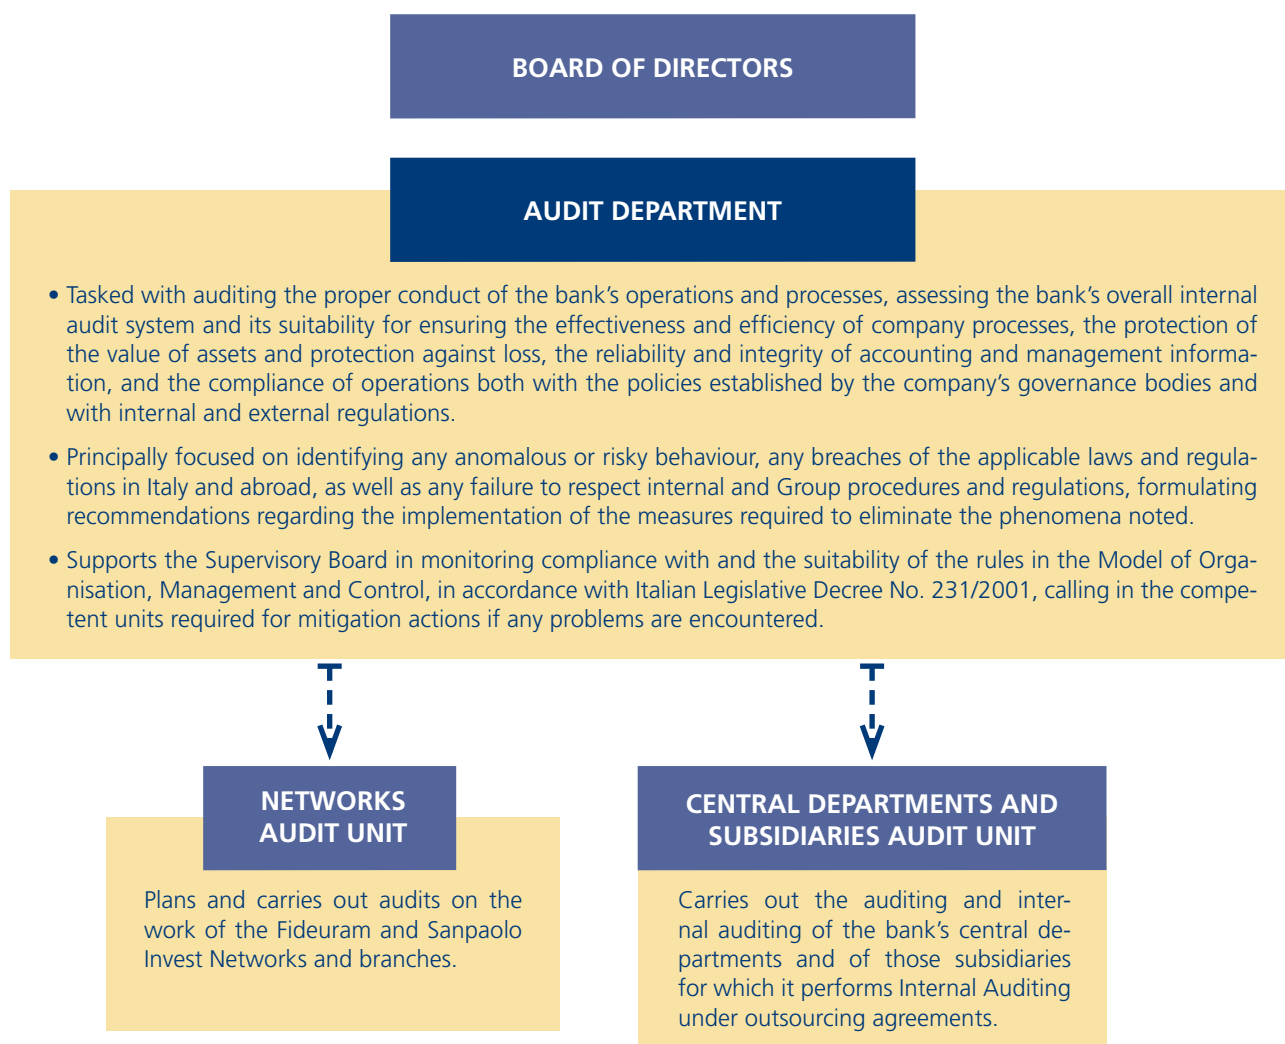 BOARD OF DIRECTORS
AUDIT DEPARTMENT
• Tasked with auditing the proper conduct of the bank's operations and processes, assessing the bank's overall internal
audit system and its suitability for ensuring the effectiveness and efficiency of company processes, the protection of
the value of assets and protection against loss, the reliability and integrity of accounting and management informa-
tion, and the compliance of operations both with the policies established by the company's governance bodies and
with internal and external regulations.
• Principally focused on identifying any anomalous or risky behaviour, any breaches of the applicable laws and regula-
tions in Italy and abroad, as well as any failure to respect internal and Group procedures and regulations, formulating
recommendations regarding the implementation of the measures required to eliminate the phenomena noted.
• Supports the Supervisory Board in monitoring compliance with and the suitability of the rules in the Model of Orga-
nisation, Management and Control, in accordance with Italian Legislative Decree No. 231/2001, calling in the compe-
tent units required for mitigation actions if any problems are encountered.
NETWORKS
AUDIT UNIT
Plans and carries out audits on the
work of the Fideuram and Sanpaolo
Invest Networks and branches.
CENTRAL DEPARTMENTS AND
SUBSIDIARIES AUDIT UNIT
Carries out the auditing and inter-
nal auditing of the bank's central de-
partments and of those subsidiaries
for which it performs Internal Auditing
under outsourcing agreements.